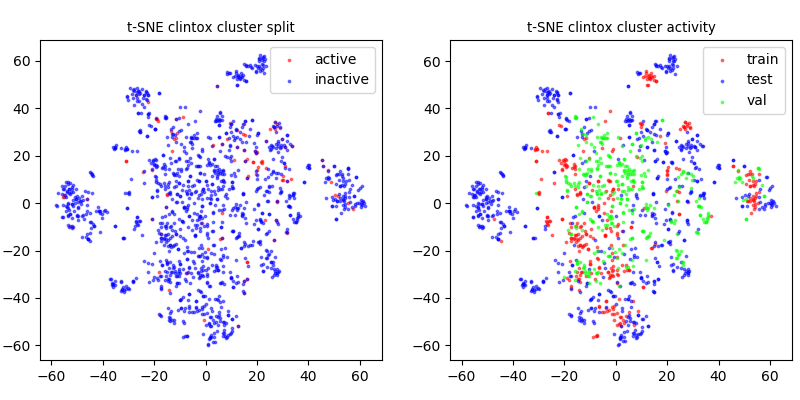 t-SNE clintox cluster split
active
inactive
60
40
20
0
−20
−40
−60
−60 −40 −20 0 20 40 60
t-SNE clintox cluster activity
train
test
val
60
40
20
0
−20
−40
−60
−60 −40 −20 0 20 40 60